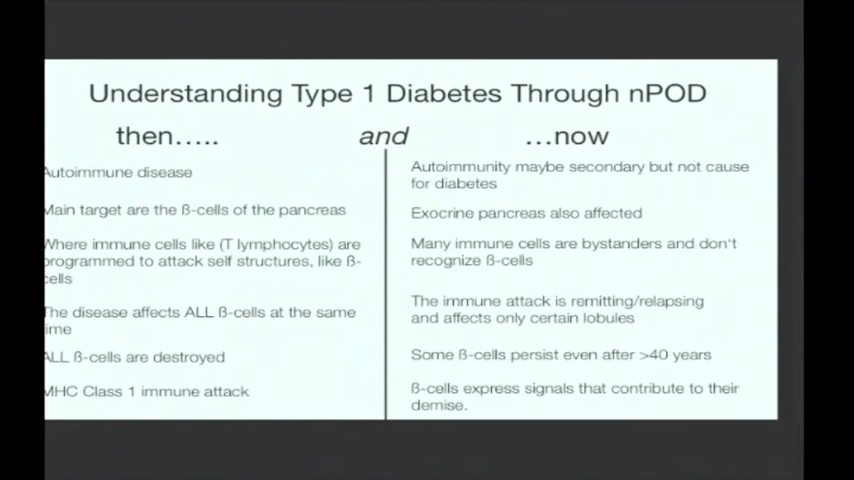 Understanding Type 1 Diabetes Through nPOD
then….. and …now
Autoimmune disease
Main target are the ß-cells of the pancreas
Where immune cells like (T lymphocytes) are
programmed to attack self structures, like ß-
cells
The disease affects ALL ß-cells at the same
ime
ALL ß-cells are destroyed
MHC Class 1 immune attack
Autoimmunity maybe secondary but not cause
for diabetes
Exocrine pancreas also affected
Many immune cells are bystanders and don't
recognize ß-cells
The immune attack is remitting/relapsing
and affects only certain lobules
Some ß-cells persist even after >40 years
ß-cells express signals that contribute to their
demise.